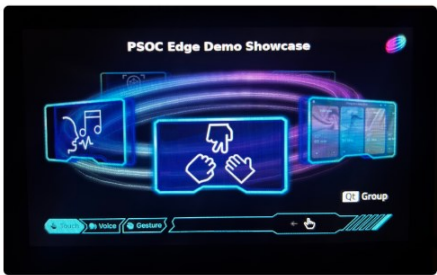 PSOC Edge Demo Showcase
Qt Group
Touch
Voice
Gesture